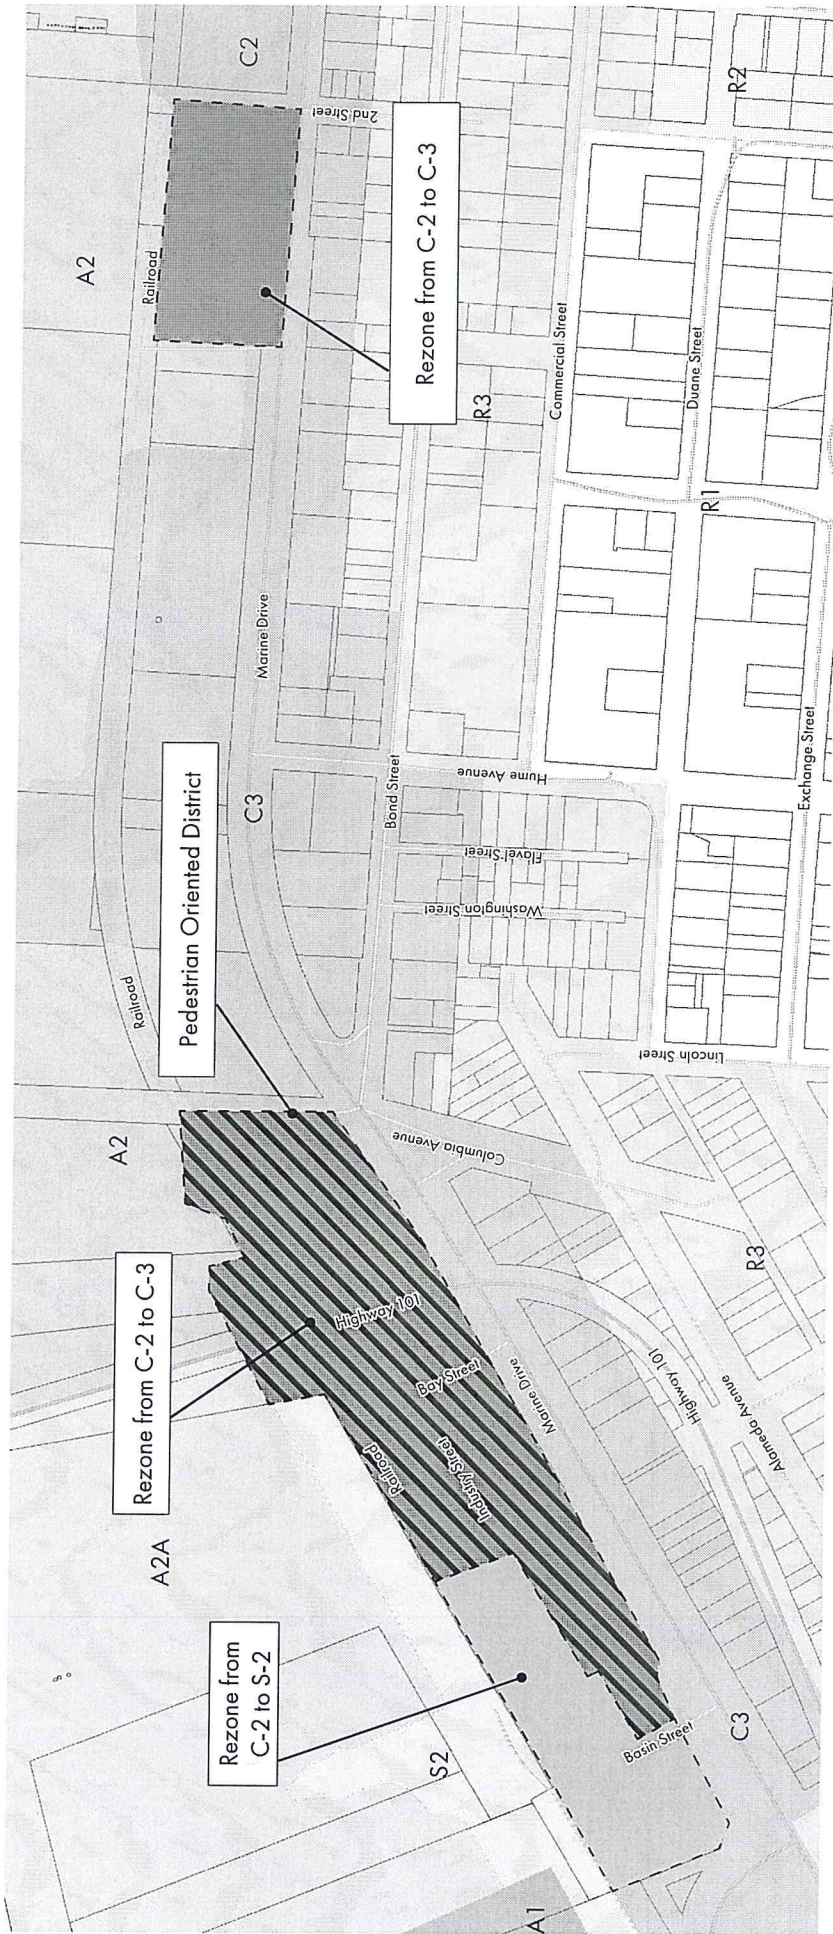 Rezone from
C-2 to S-2
Rezone from C-2 to C-3
Pedestrian Oriented District
Rezone from C-2 to C-3
A1
S2
A2A
A2
A2
C2
C3
C3
R3
R3
R1
R2
Railroad
Railroad
Railroad
Basin Street
Industry Street
Bay Street
Highway 101
Highway 101
Marine Drive
Marine Drive
Alameda Avenue
Columbia Avenue
Lincoln Street
Washington Street
Flavel Street
Hume Avenue
Bond Street
Commercial Street
Duane Street
Exchange Street
2nd Street